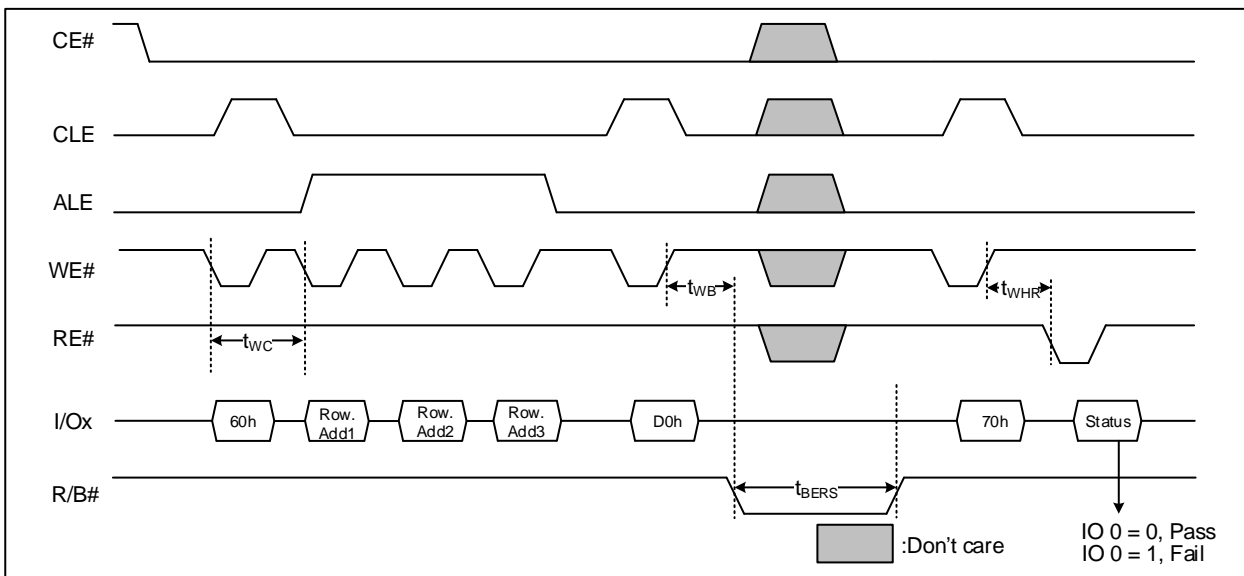 CE#
CLE
ALE
WE#
tWB
tWHR
RE#
tWC
I/Ox
60h
Row.
Add1
Row.
Add2
Row.
Add3
D0h
70h
Status
R/B#
tBERS
:Don't care
IO 0 = 0, Pass
IO 0 = 1, Fail